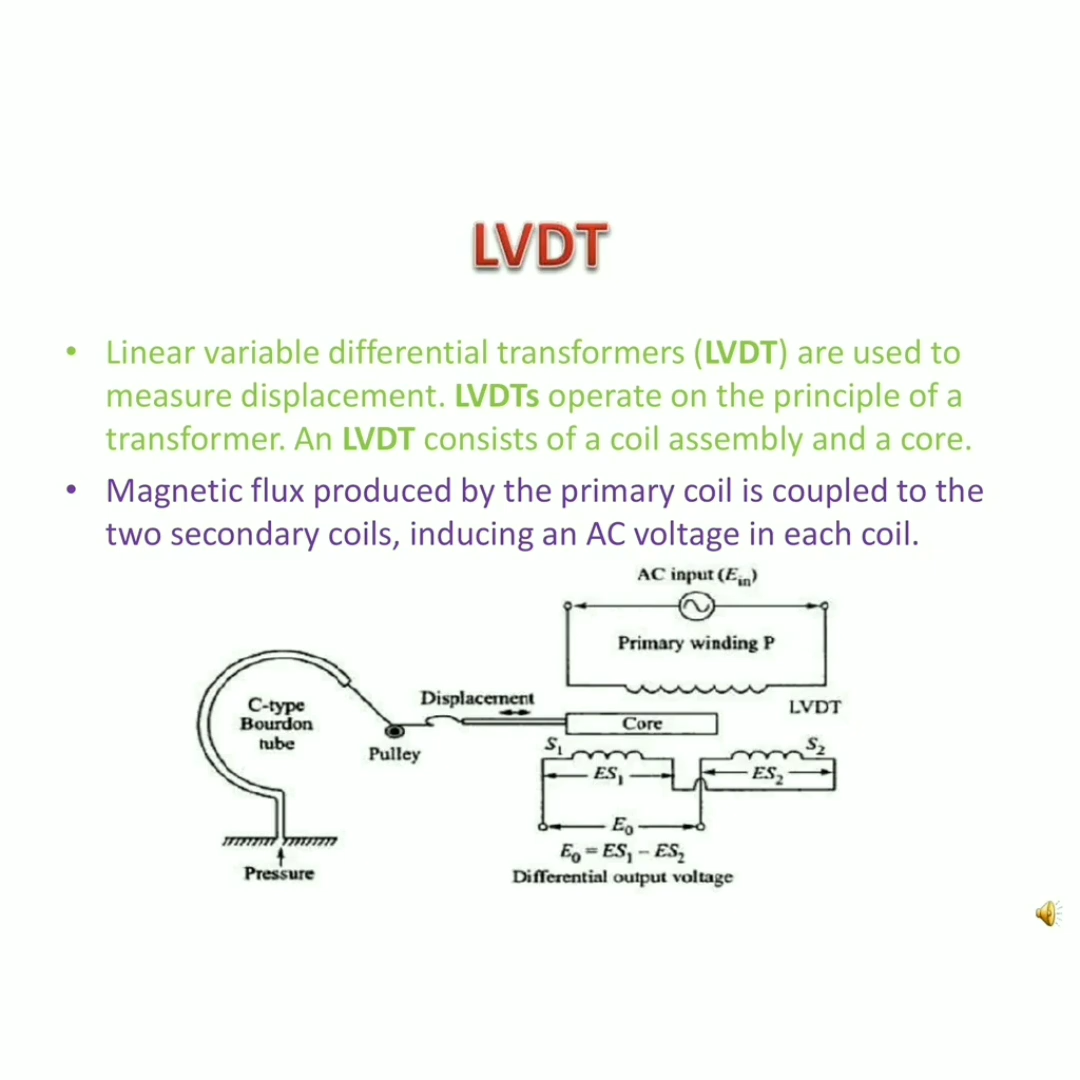 LVDT
• Linear variable differential transformers (LVDT) are used to
measure displacement. LVDTs operate on the principle of a
transformer. An LVDT consists of a coil assembly and a core.
• Magnetic flux produced by the primary coil is coupled to the
two secondary coils, inducing an AC voltage in each coil.
AC input (Ein)
Primary winding P
Displacement
LVDT
C-type
Bourdon
tube
Core
Pulley
S1
S2
ES1
ES2
E0
E0 = ES1 – ES2
Pressure
Differential output voltage